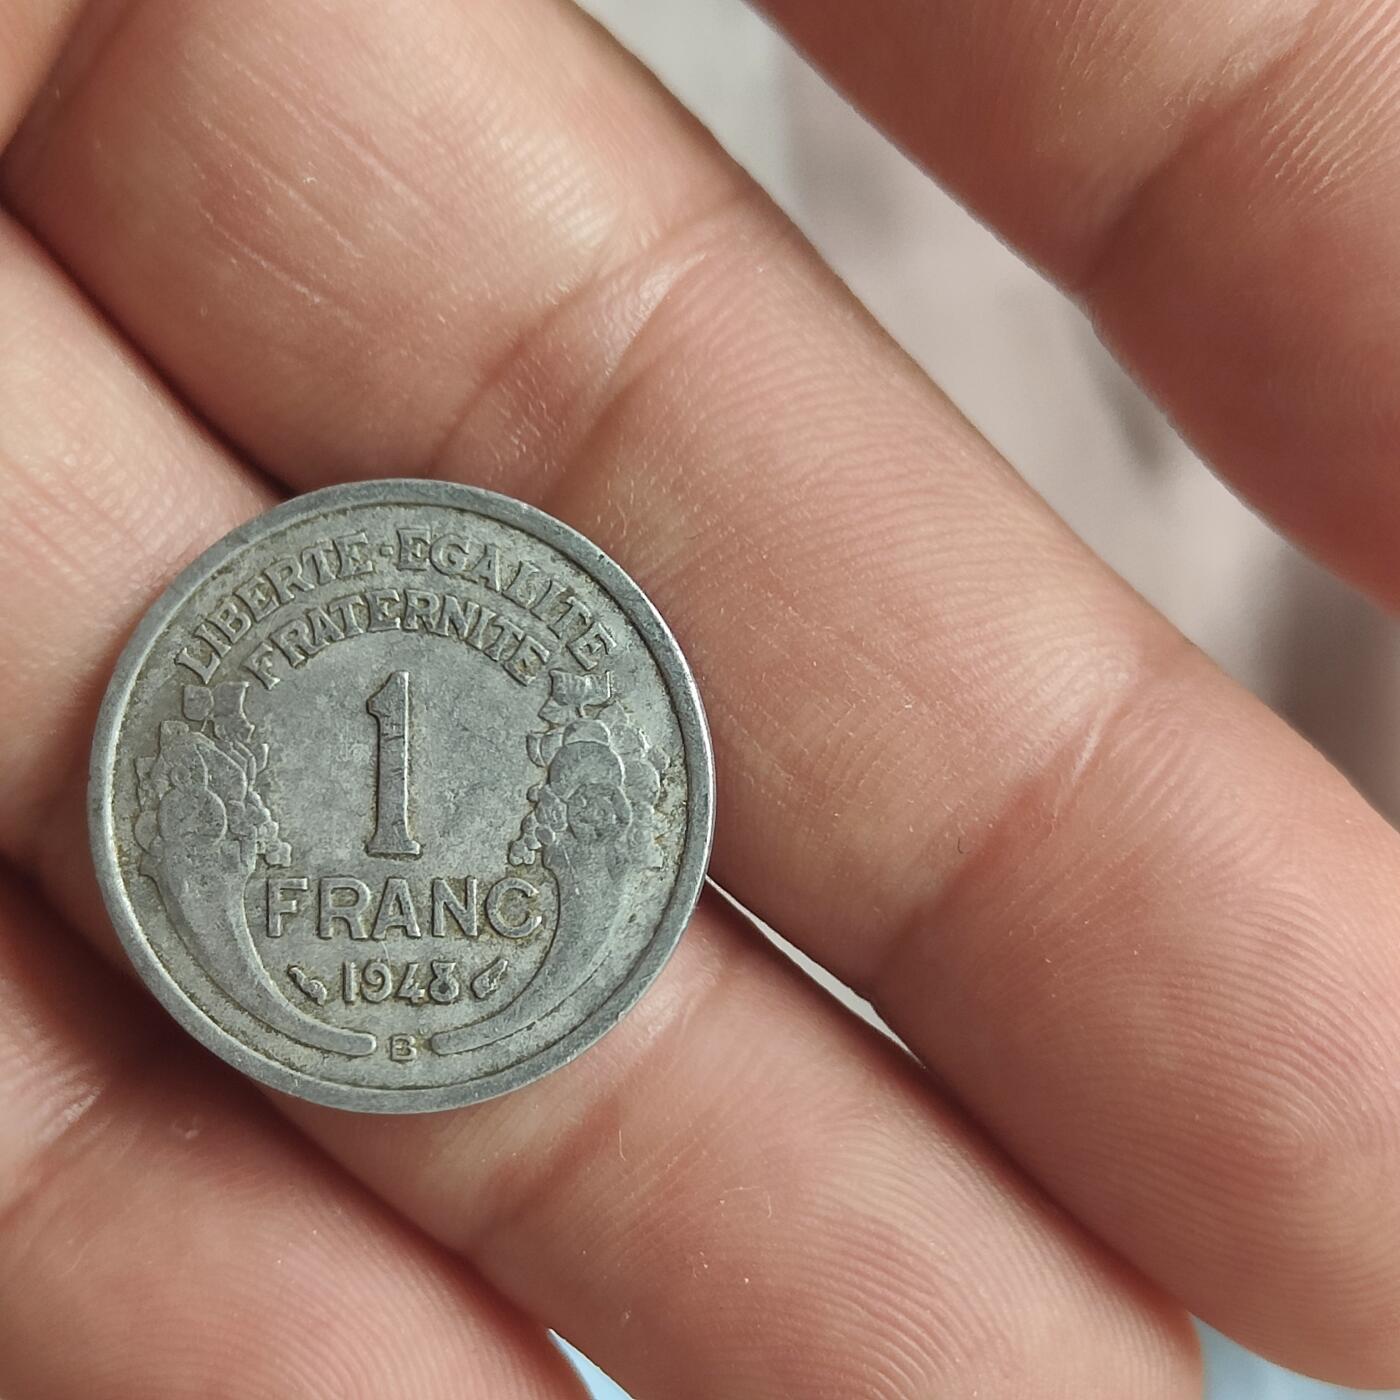 LIBERTE·EGALITE
FRATERNITE
1
FRANC
1948
B